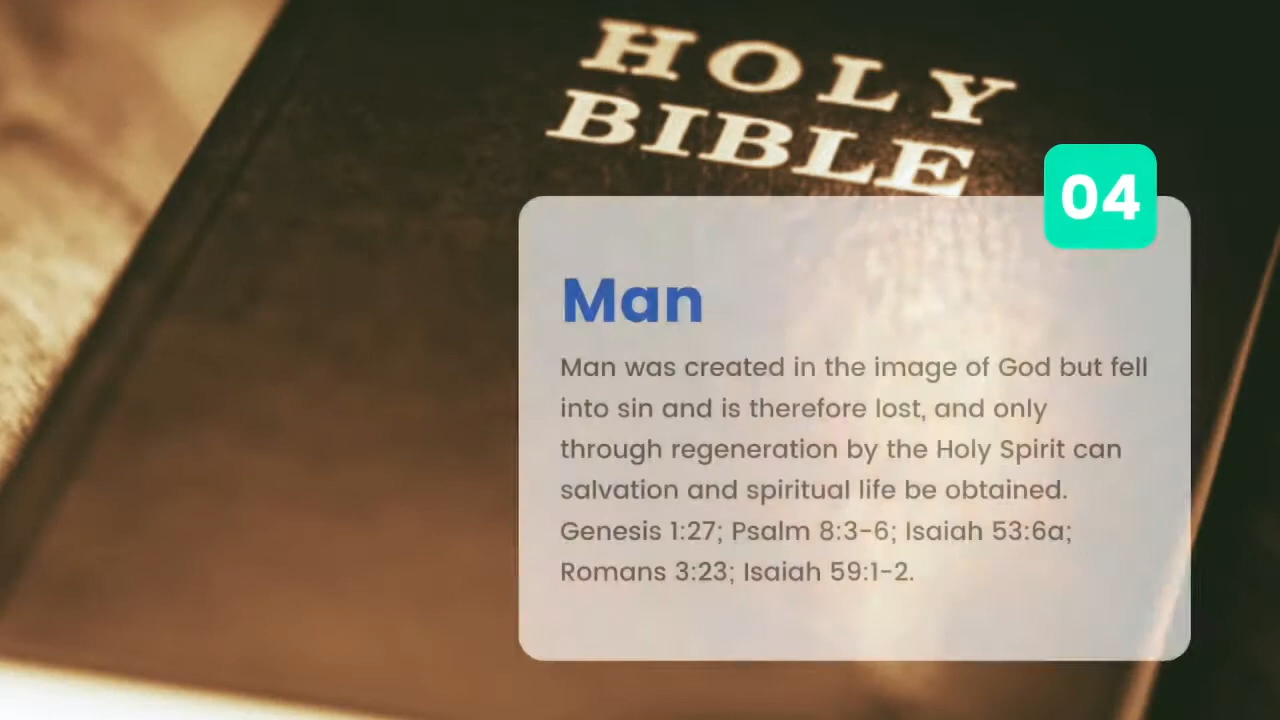 HOLY
BIBLE
04
Man
Man was created in the image of God but fell
into sin and is therefore lost, and only
through regeneration by the Holy Spirit can
salvation and spiritual life be obtained.
Genesis 1:27; Psalm 8:3-6; Isaiah 53:6a;
Romans 3:23; Isaiah 59:1-2.